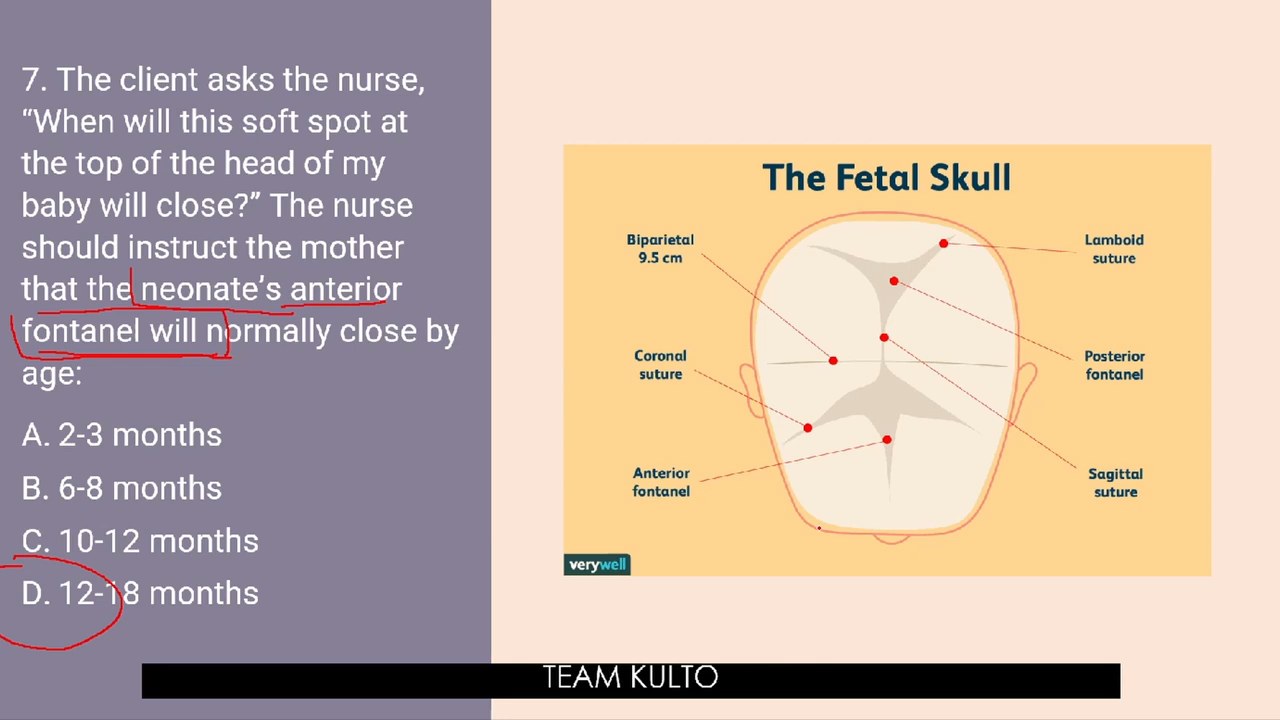 7. The client asks the nurse,
“When will this soft spot at
the top of the head of my
baby will close?” The nurse
should instruct the mother
that the neonate’s anterior
fontanel will normally close by
age:
A. 2-3 months
B. 6-8 months
C. 10-12 months
D. 12-18 months
The Fetal Skull
Biparietal
9.5 cm
Lamboid
suture
Coronal
suture
Posterior
fontanel
Anterior
fontanel
Sagittal
suture
verywell
TEAM KULTO